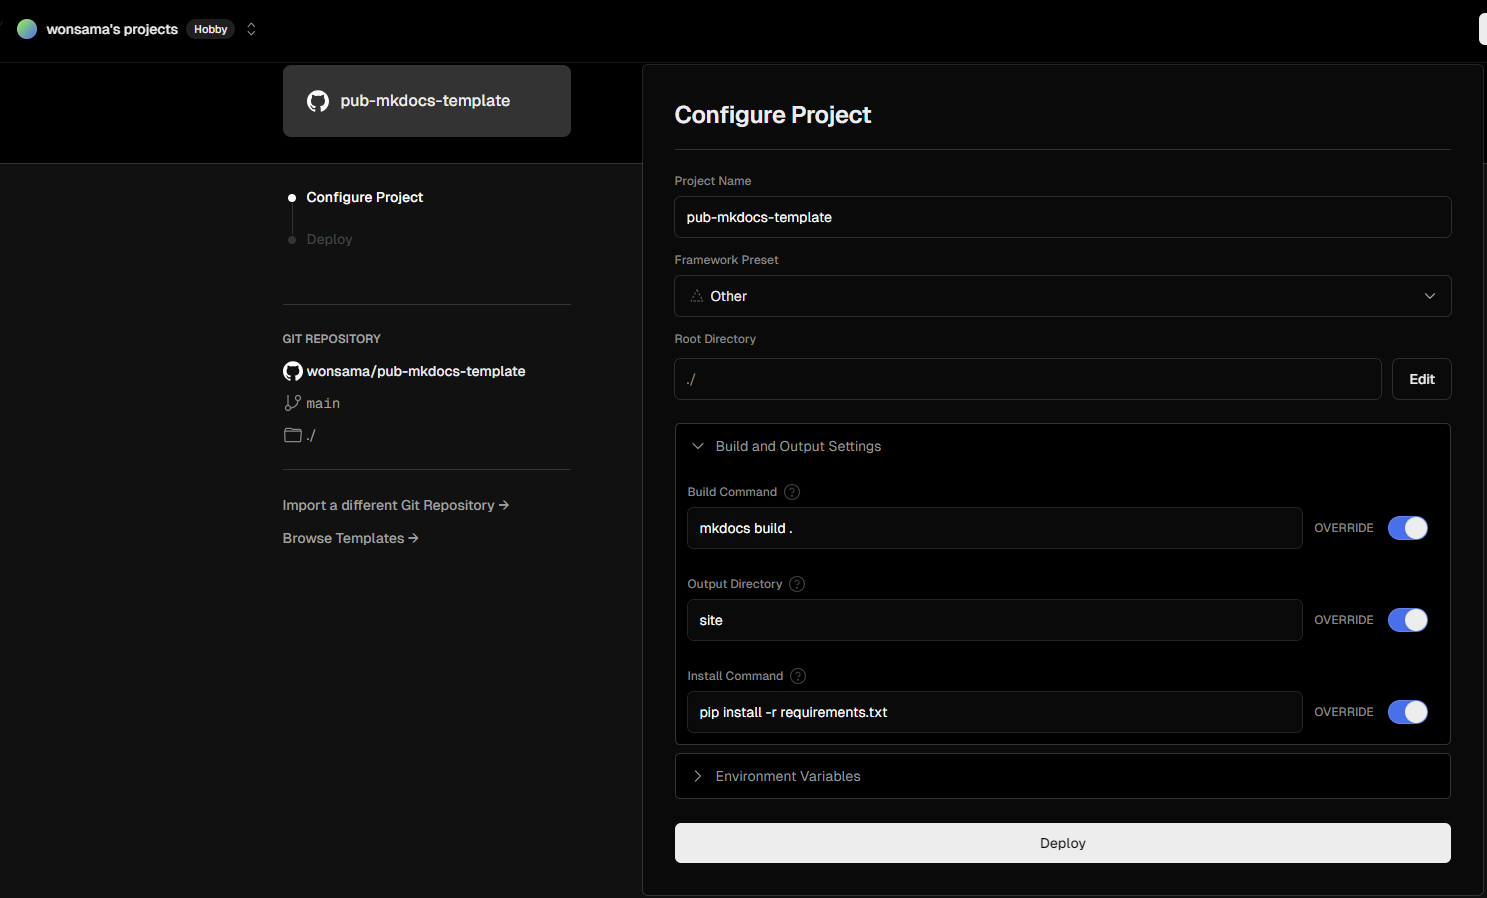 wonsama's projects Hobby
pub-mkdocs-template
Configure Project
Deploy
GIT REPOSITORY
wonsama/pub-mkdocs-template
main
./
Import a different Git Repository →
Browse Templates →
Configure Project
Project Name
pub-mkdocs-template
Framework Preset
Other
Root Directory
./
Edit
Build and Output Settings
Build Command ?
mkdocs build .
OVERRIDE
Output Directory ?
site
OVERRIDE
Install Command ?
pip install -r requirements.txt
OVERRIDE
Environment Variables
Deploy